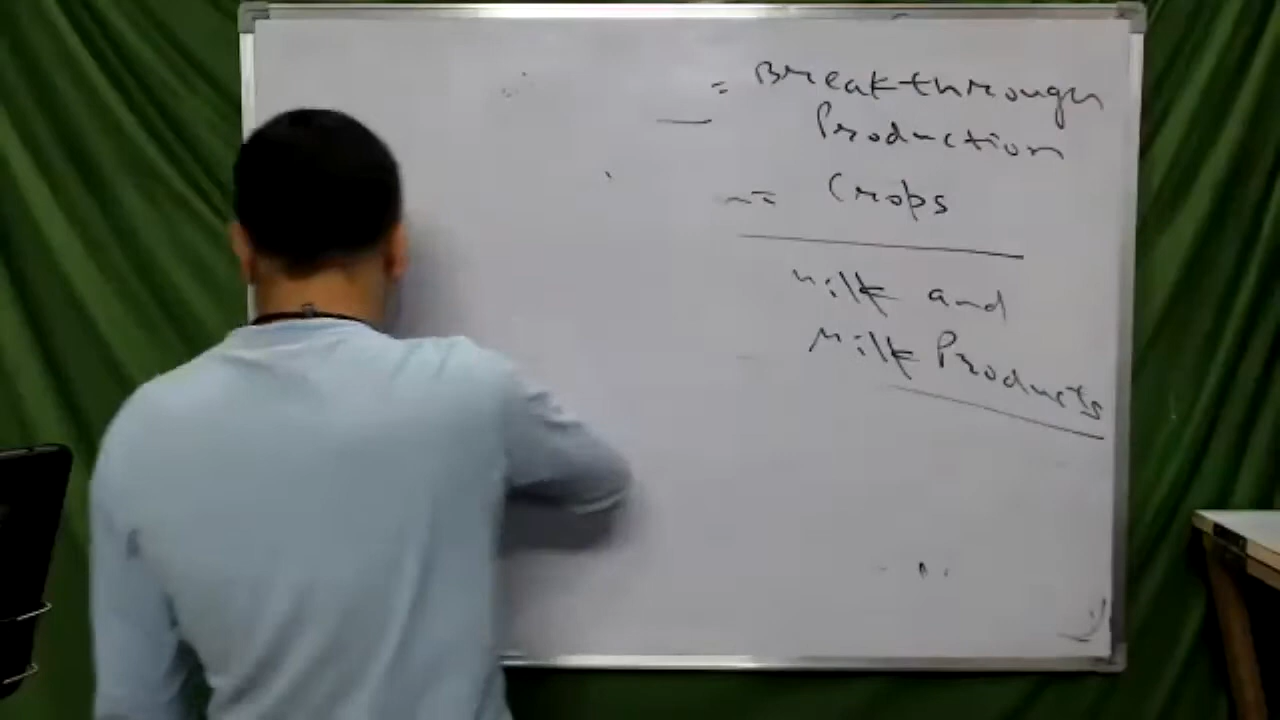 = Breakthrough
Production
= Crops
Milk and
Milk Products